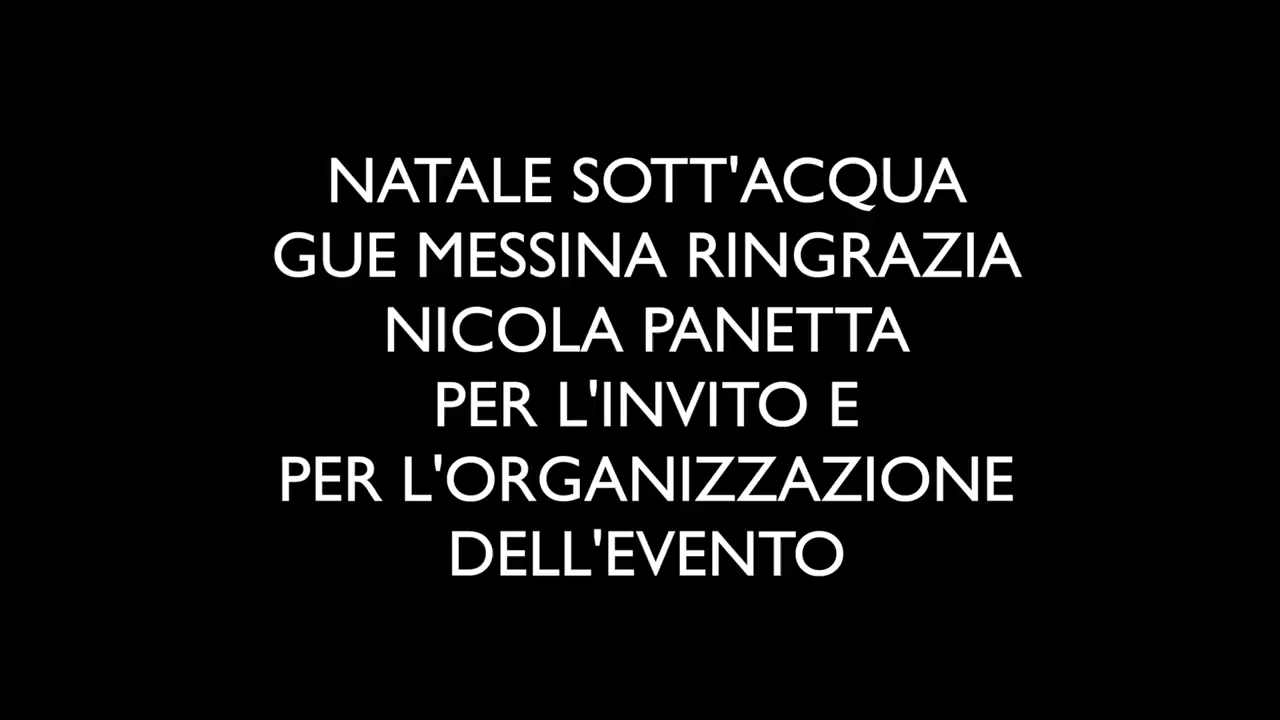 NATALE SOTT'ACQUA
GUE MESSINA RINGRAZIA
NICOLA PANETTA
PER L'INVITO E
PER L'ORGANIZZAZIONE
DELL'EVENTO